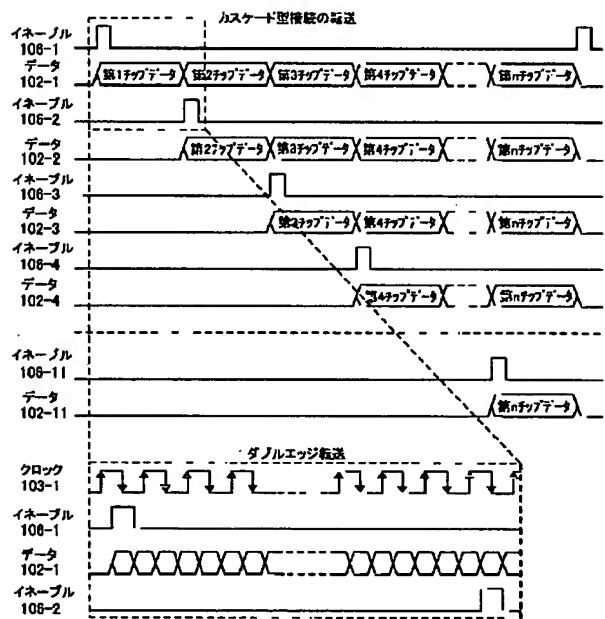 カスケード型接続の転送
イネーブル
106-1
データ
102-1
第1チップデータ 第2チップデータ 第3チップデータ 第4チップデータ 第nチップデータ
イネーブル
106-2
データ
102-2
第2チップデータ 第3チップデータ 第4チップデータ 第nチップデータ
イネーブル
106-3
データ
102-3
第3チップデータ 第4チップデータ 第nチップデータ
イネーブル
106-4
データ
102-4
第4チップデータ 第nチップデータ
イネーブル
106-11
データ
102-11
第nチップデータ
ダブルエッジ転送
クロック
103-1
イネーブル
106-1
データ
102-1
イネーブル
106-2